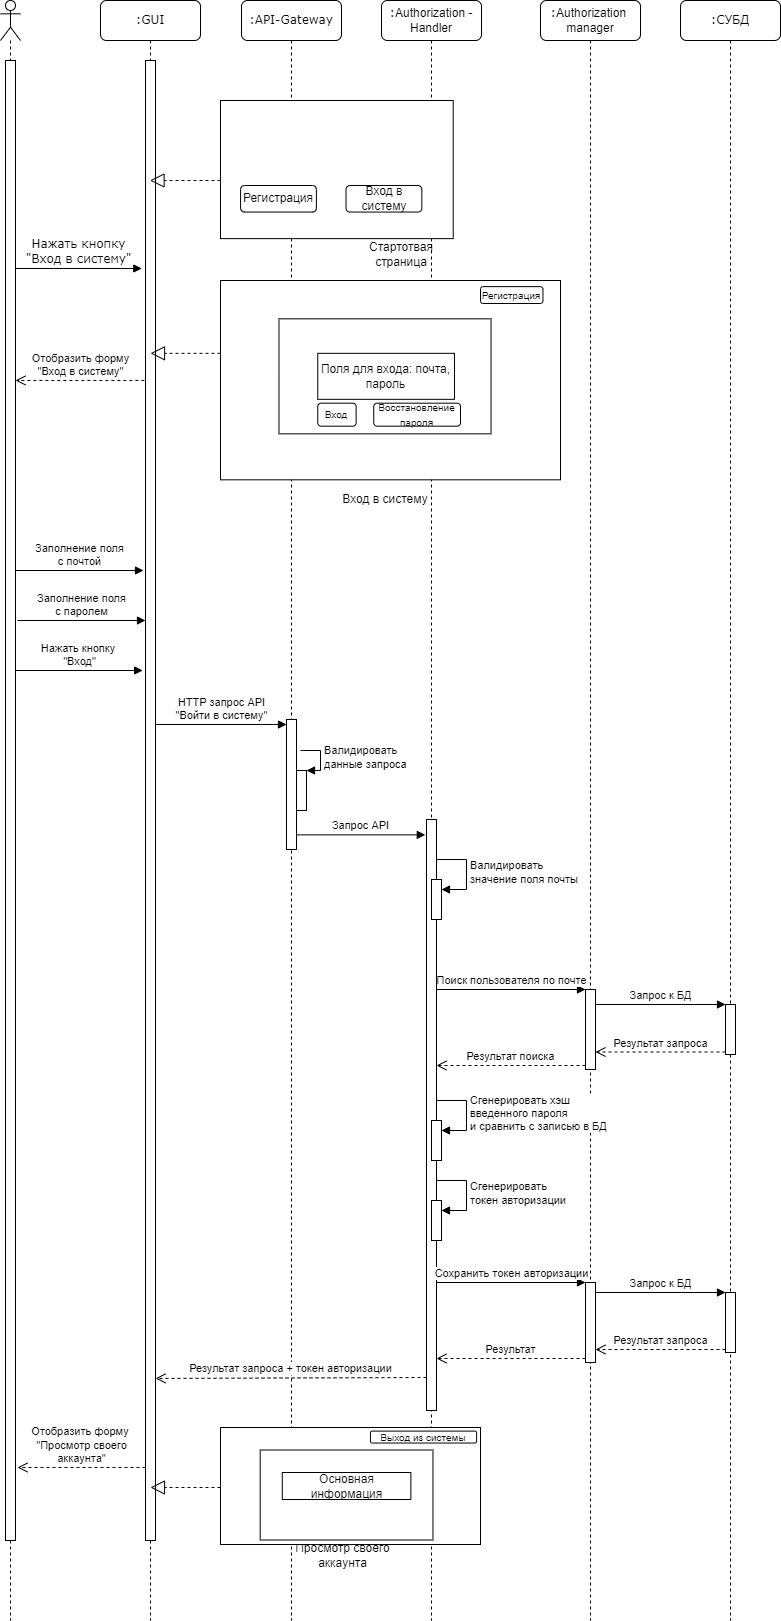 :GUI
:API-Gateway
:Authorization -
Handler
:Authorization
manager
:СУБД
Регистрация
Вход в
систему
Стартотвая
страница
Нажать кнопку
"Вход в систему"
Регистрация
Отобразить форму
"Вход в систему"
Поля для входа: почта,
пароль
Вход
Восстановление
пароля
Вход в систему
Заполнение поля
с почтой
Заполнение поля
с паролем
Нажать кнопку
"Вход"
HTTP запрос API
"Войти в систему"
Валидировать
данные запроса
Запрос API
Валидировать
значение поля почты
Поиск пользователя по почте
Запрос к БД
Результат запроса
Результат поиска
Сгенерировать хэш
введенного пароля
и сравнить с записью в БД
Сгенерировать
токен авторизации
Сохранить токен авторизации
Запрос к БД
Результат запроса
Результат
Результат запроса + токен авторизации
Отобразить форму
"Просмотр своего
аккаунта"
Выход из системы
Основная
информация
Просмотр своего
аккаунта